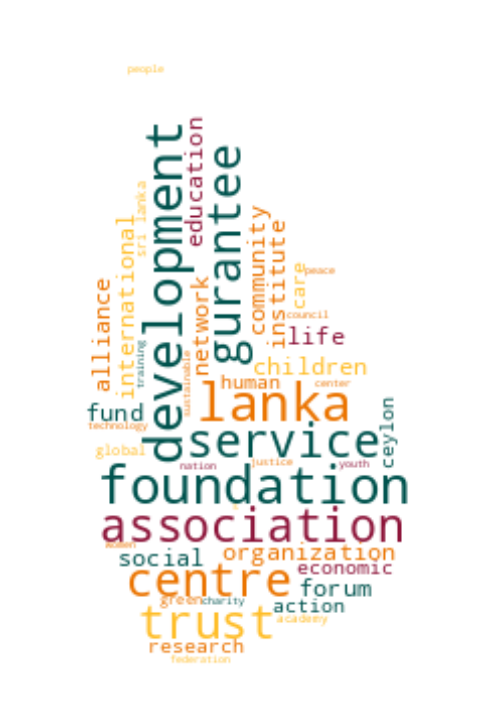 people
development
education
gurantee
sri lanka
international
community
institute
care
peace
alliance
network
council
life
training
sustainable
children
human
center
lanka
fund
technology
ceylon
service
global
nation
justice
youth
foundation
association
women
social
organization
economic
centre
forum
green
charity
action
trust
academy
research
federation